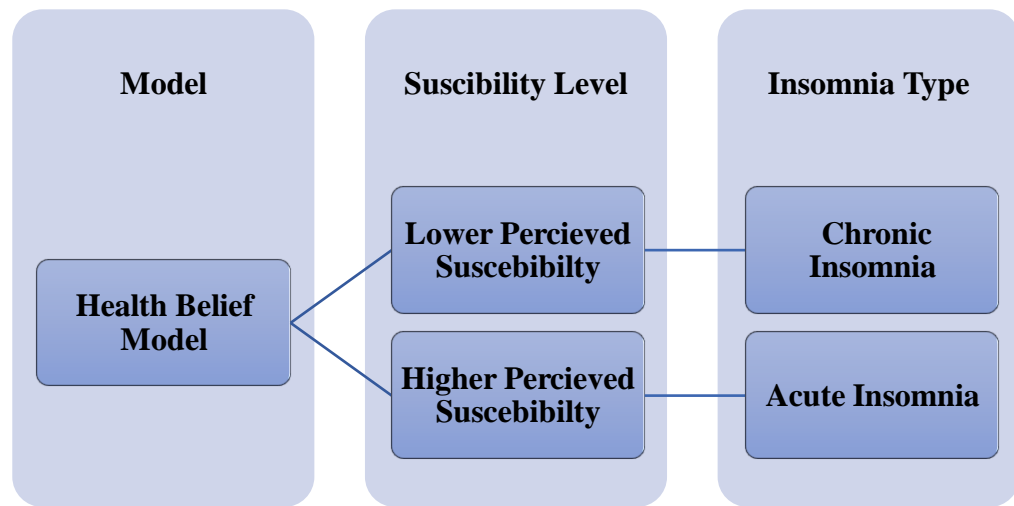 Model
Suscibility Level
Insomnia Type
Health Belief
Model
Lower Percieved
Suscebibilty
Higher Percieved
Suscebibilty
Chronic
Insomnia
Acute Insomnia